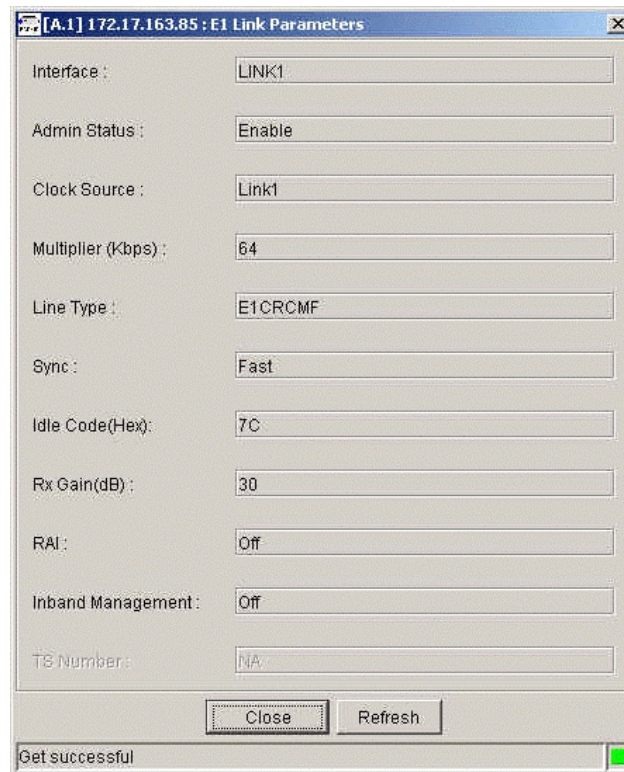 [A.1] 172.17.163.85 : E1 Link Parameters
Interface : LINK1
Admin Status : Enable
Clock Source : Link1
Multiplier (Kbps) : 64
Line Type : E1CRCMF
Sync : Fast
Idle Code(Hex): 7C
Rx Gain(dB) : 30
RAI : Off
Inband Management : Off
TS Number : NA
Close Refresh
Get successful